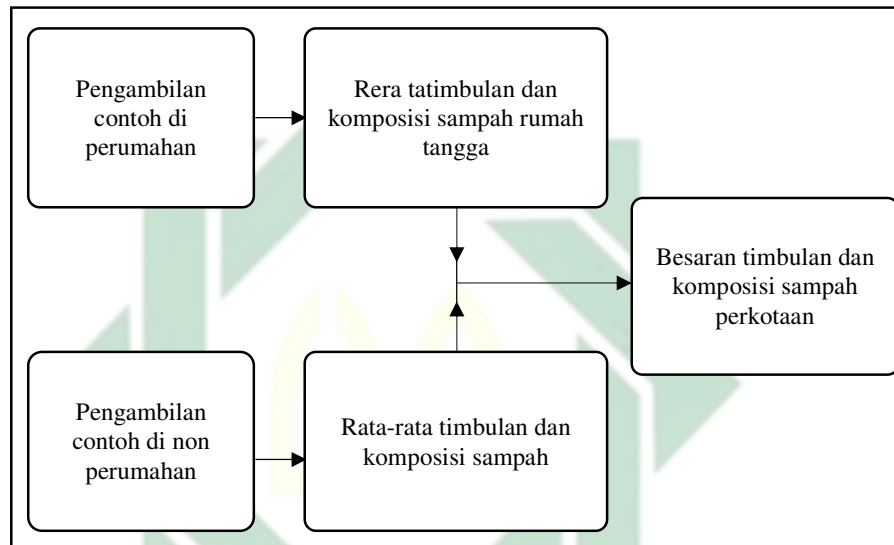 Pengambilan
contoh di
perumahan
Rera tatimbulan dan
komposisi sampah rumah
tangga
Besaran timbulan dan
komposisi sampah
perkotaan
Pengambilan
contoh di non
perumahan
Rata-rata timbulan dan
komposisi sampah